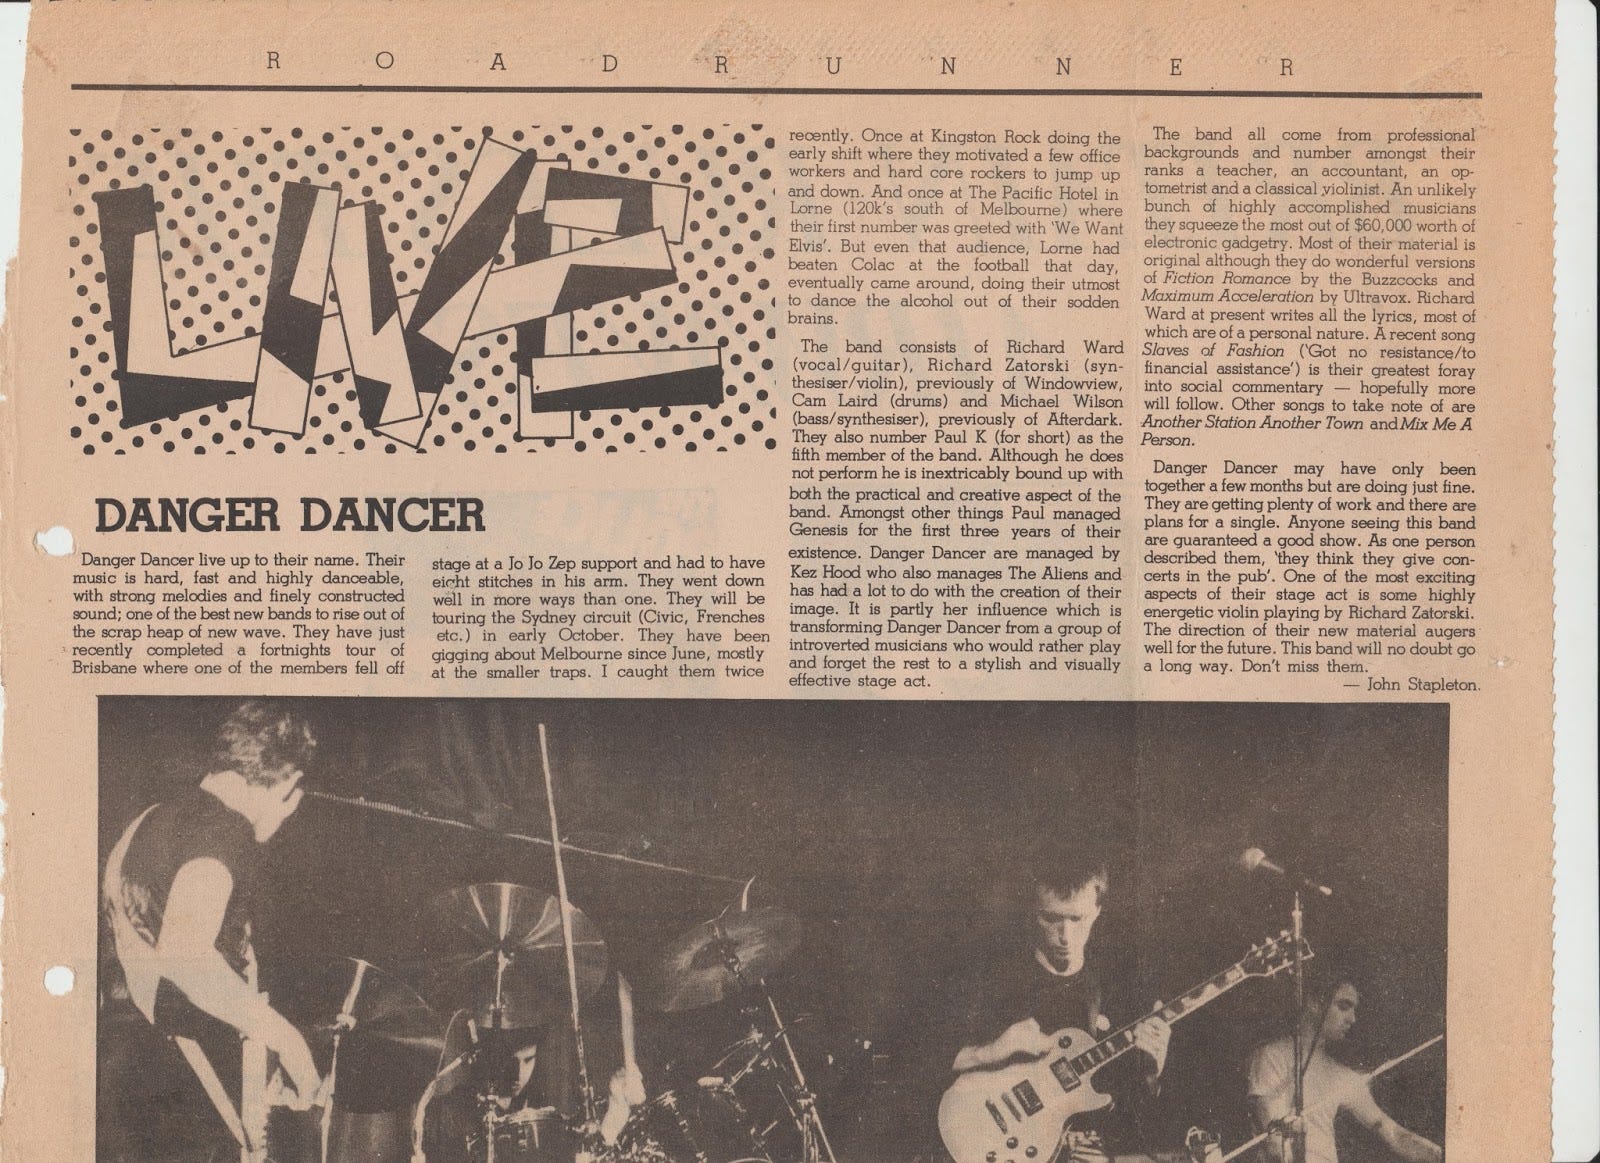 ROADRUNNER
LIVE
DANGER DANCER
Danger Dancer live up to their name. Their
music is hard, fast and highly danceable,
with strong melodies and finely constructed
sound; one of the best new bands to rise out of
the scrap heap of new wave. They have just
recently completed a fortnights tour of
Brisbane where one of the members fell off
stage at a Jo Jo Zep support and had to have
eight stitches in his arm. They went down
well in more ways than one. They will be
touring the Sydney circuit (Civic, Frenches
etc.) in early October. They have been
gigging about Melbourne since June, mostly
at the smaller traps. I caught them twice
recently. Once at Kingston Rock doing the
early shift where they motivated a few office
workers and hard core rockers to jump up
and down. And once at The Pacific Hotel in
Lorne (120k's south of Melbourne) where
their first number was greeted with 'We Want
Elvis'. But even that audience, Lorne had
beaten Colac at the football that day,
eventually came around, doing their utmost
to dance the alcohol out of their sodden
brains.
The band consists of Richard Ward
(vocal/guitar), Richard Zatorski (syn-
thesiser/violin), previously of Windowview,
Cam Laird (drums) and Michael Wilson
(bass/synthesiser), previously of Afterdark.
They also number Paul K (for short) as the
fifth member of the band. Although he does
not perform he is inextricably bound up with
both the practical and creative aspect of the
band. Amongst other things Paul managed
Genesis for the first three years of their
existence. Danger Dancer are managed by
Kez Hood who also manages The Aliens and
has had a lot to do with the creation of their
image. It is partly her influence which is
transforming Danger Dancer from a group of
introverted musicians who would rather play
and forget the rest to a stylish and visually
effective stage act.
The band all come from professional
backgrounds and number amongst their
ranks a teacher, an accountant, an op-
tometrist and a classical violinist. An unlikely
bunch of highly accomplished musicians
they squeeze the most out of $60,000 worth of
electronic gadgetry. Most of their material is
original although they do wonderful versions
of Fiction Romance by the Buzzcocks and
Maximum Acceleration by Ultravox. Richard
Ward at present writes all the lyrics, most of
which are of a personal nature. A recent song
Slaves of Fashion ('Got no resistance/to
financial assistance') is their greatest foray
into social commentary — hopefully more
will follow. Other songs to take note of are
Another Station Another Town and Mix Me A
Person.
Danger Dancer may have only been
together a few months but are doing just fine.
They are getting plenty of work and there are
plans for a single. Anyone seeing this band
are guaranteed a good show. As one person
described them, 'they think they give con-
certs in the pub'. One of the most exciting
aspects of their stage act is some highly
energetic violin playing by Richard Zatorski.
The direction of their new material augers
well for the future. This band will no doubt go
a long way. Don't miss them.
— John Stapleton.